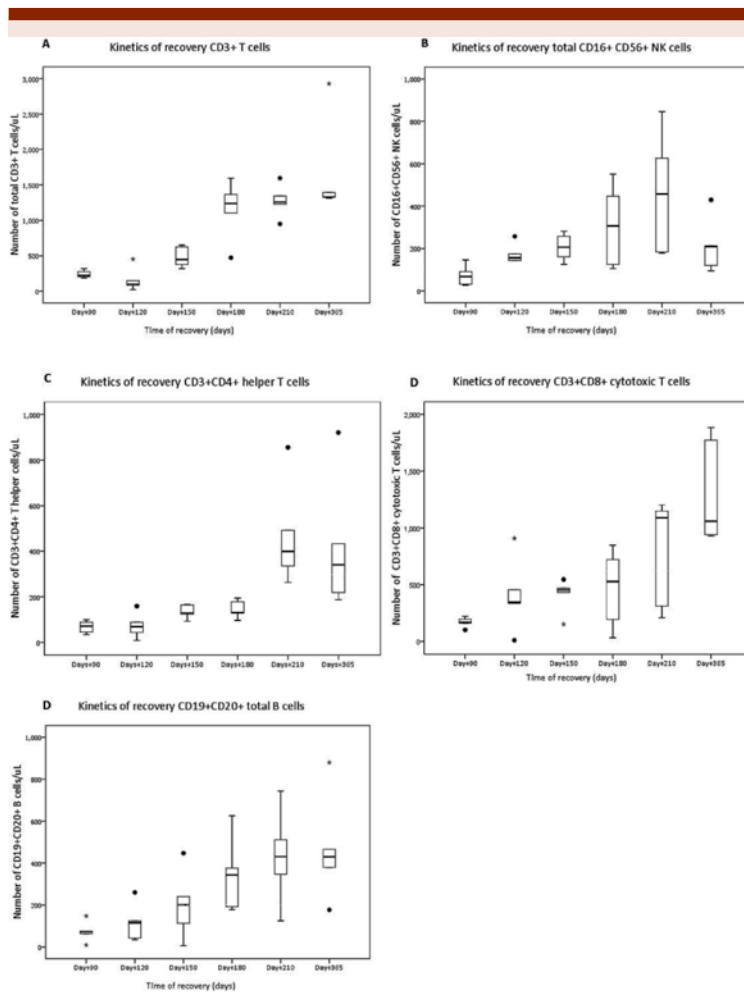 A
Kinetics of recovery CD3+ T cells
Number of total CD3+ T cells/uL
3,000
2,500
2,000
1,500
1,000
500
0
Day+90 Day+120 Day+150 Day+180 Day+210 Day+365
Time of recovery (days)
B
Kinetics of recovery total CD16+ CD56+ NK cells
Number of CD16+CD56+ NK cells/uL
1,000
800
600
400
200
0
Day+90 Day+120 Day+150 Day+180 Day+210 Day+365
Time of recovery (days)
C
Kinetics of recovery CD3+CD4+ helper T cells
Number of CD3+CD4+ T helper cells/uL
1,000
800
600
400
200
0
Days+90 Days+120 Days+150 Days+180 Days+210 Days+365
Time of recovery (days)
D
Kinetics of recovery CD3+CD8+ cytotoxic T cells
Number of CD3+CD8+ cytotoxic T cells/uL
2,000
1,500
1,000
500
0
Day+90 Day+120 Day+150 Day+180 Day+210 Day+365
Time of recovery (days)
D
Kinetics of recovery CD19+CD20+ total B cells
Number of CD19+CD20+ B cells/uL
1,000
800
600
400
200
0
Day+90 Day+120 Day+150 Day+180 Day+210 Day+365
Time of recovery (days)